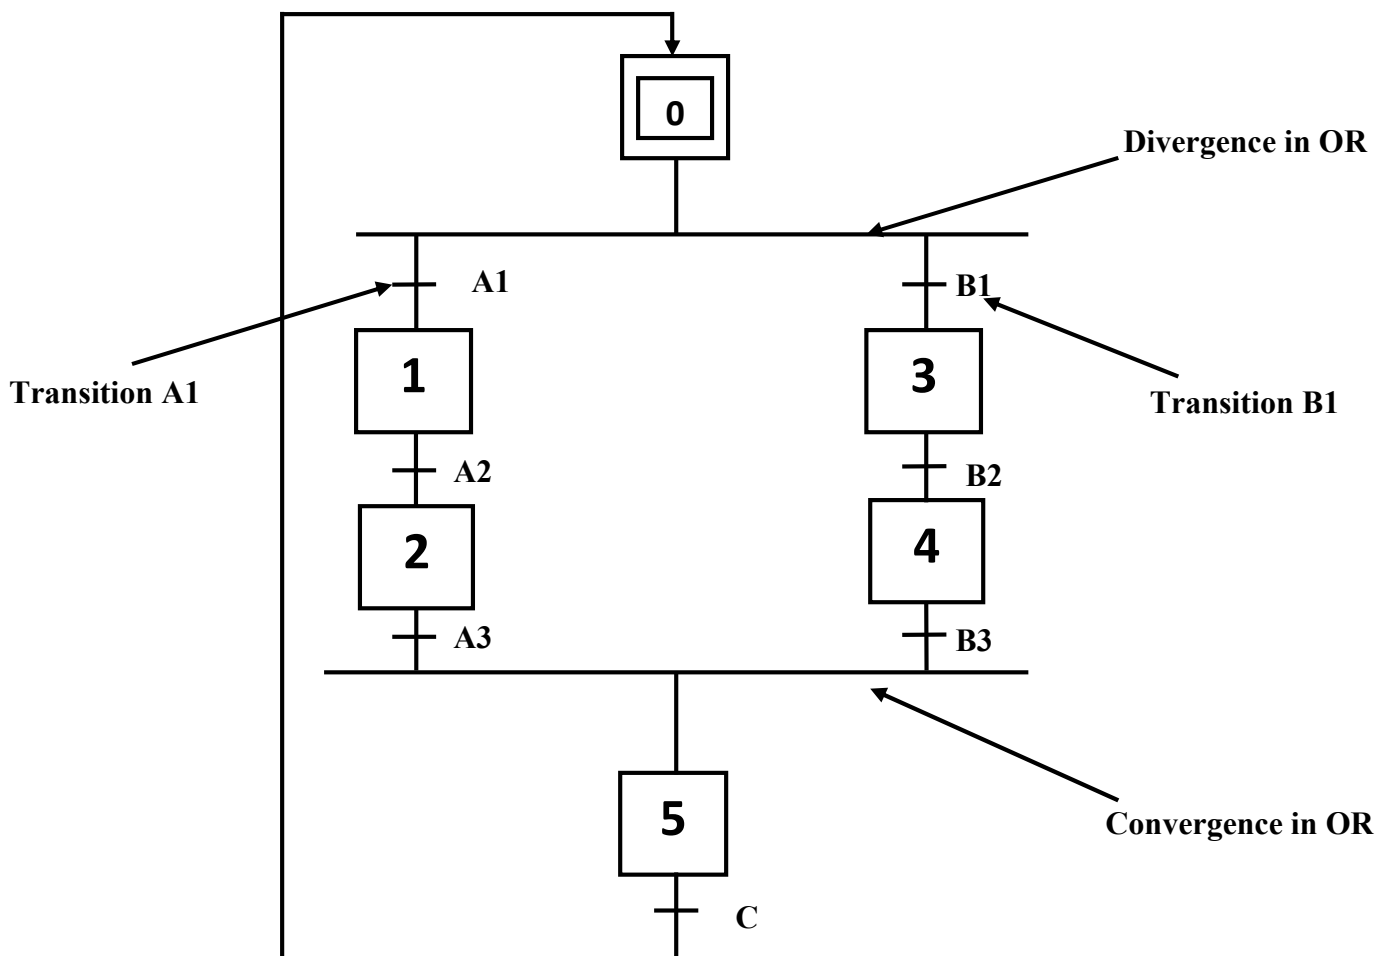 0
Divergence in OR
A1
B1
Transition A1
1
3
Transition B1
A2
B2
2
4
A3
B3
5
Convergence in OR
C